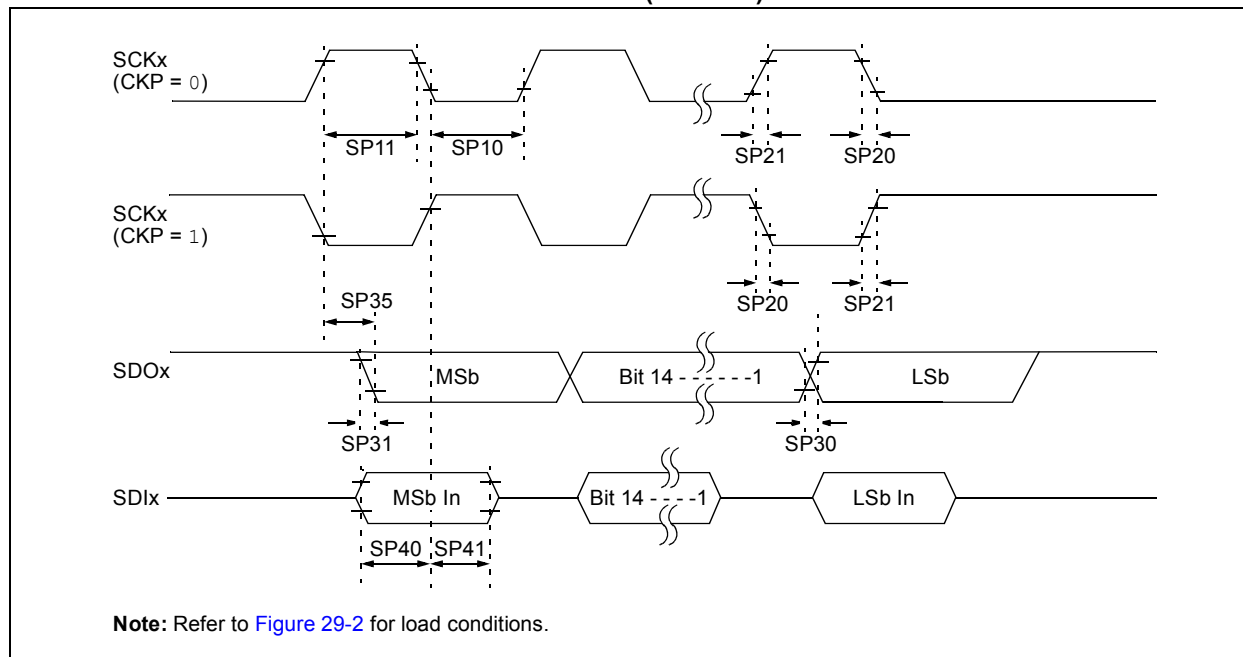 SCKx
(CKP = 0)
SP11
SP10
SP21
SP20
SCKx
(CKP = 1)
SP35
SP20
SP21
SDOx
MSb
Bit 14 - - - - - - -1
LSb
SP31
SP30
SDIx
MSb In
Bit 14 - - - -1
LSb In
SP40
SP41
Note: Refer to Figure 29-2 for load conditions.